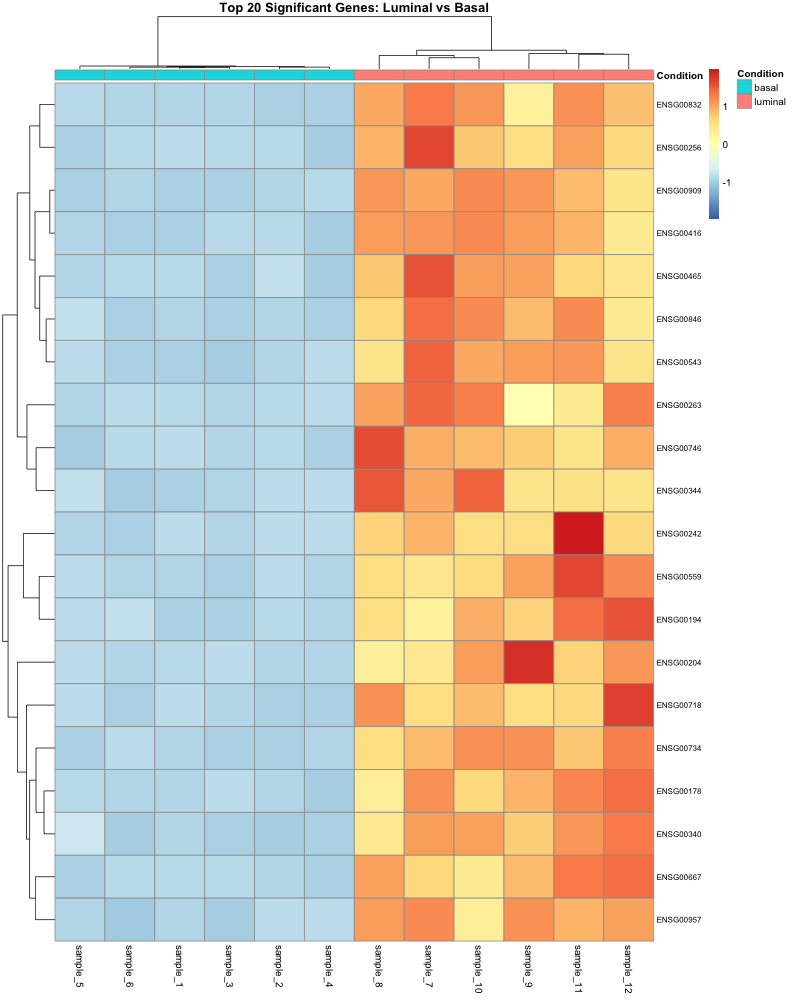 Top 20 Significant Genes: Luminal vs Basal
Condition
1
0
-1
Condition
basal
luminal
ENSG00832
ENSG00256
ENSG00909
ENSG00416
ENSG00465
ENSG00846
ENSG00543
ENSG00263
ENSG00746
ENSG00344
ENSG00242
ENSG00559
ENSG00194
ENSG00204
ENSG00718
ENSG00734
ENSG00178
ENSG00340
ENSG00667
ENSG00957
sample_5
sample_6
sample_1
sample_3
sample_2
sample_4
sample_8
sample_7
sample_10
sample_9
sample_11
sample_12